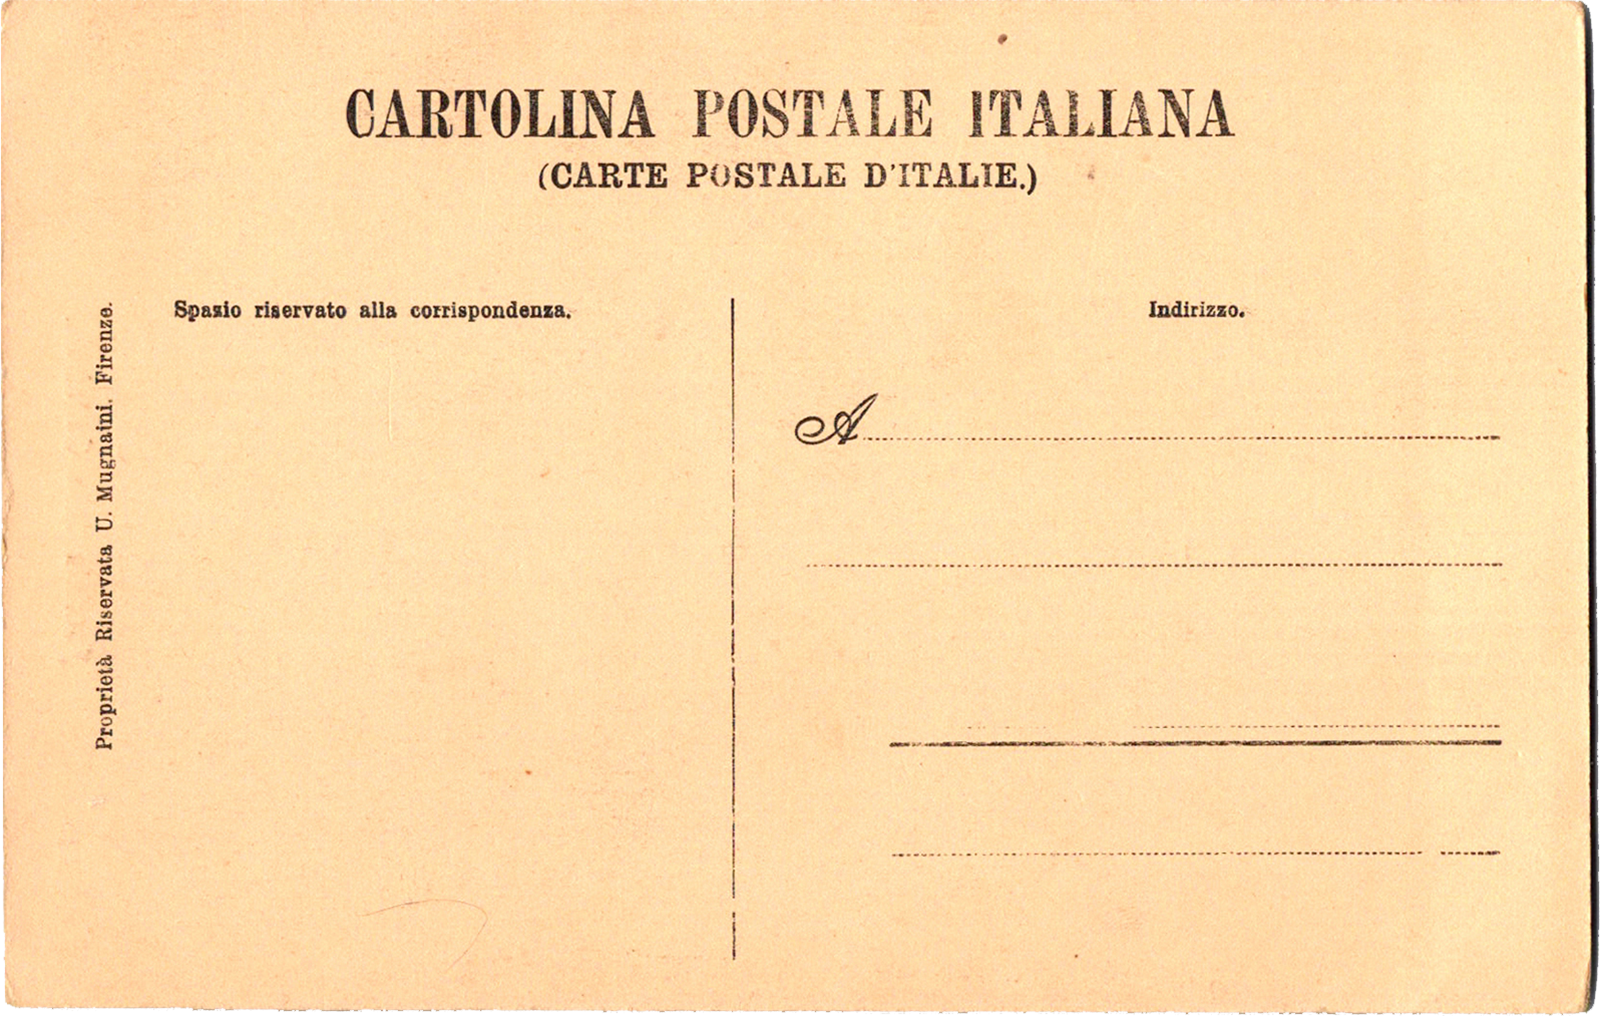 CARTOLINA POSTALE ITALIANA
(CARTE POSTALE D'ITALIE.)
Proprietà Riservata U. Mugnaini. Firenze.
Spazio riservato alla corrispondenza.
Indirizzo.
A